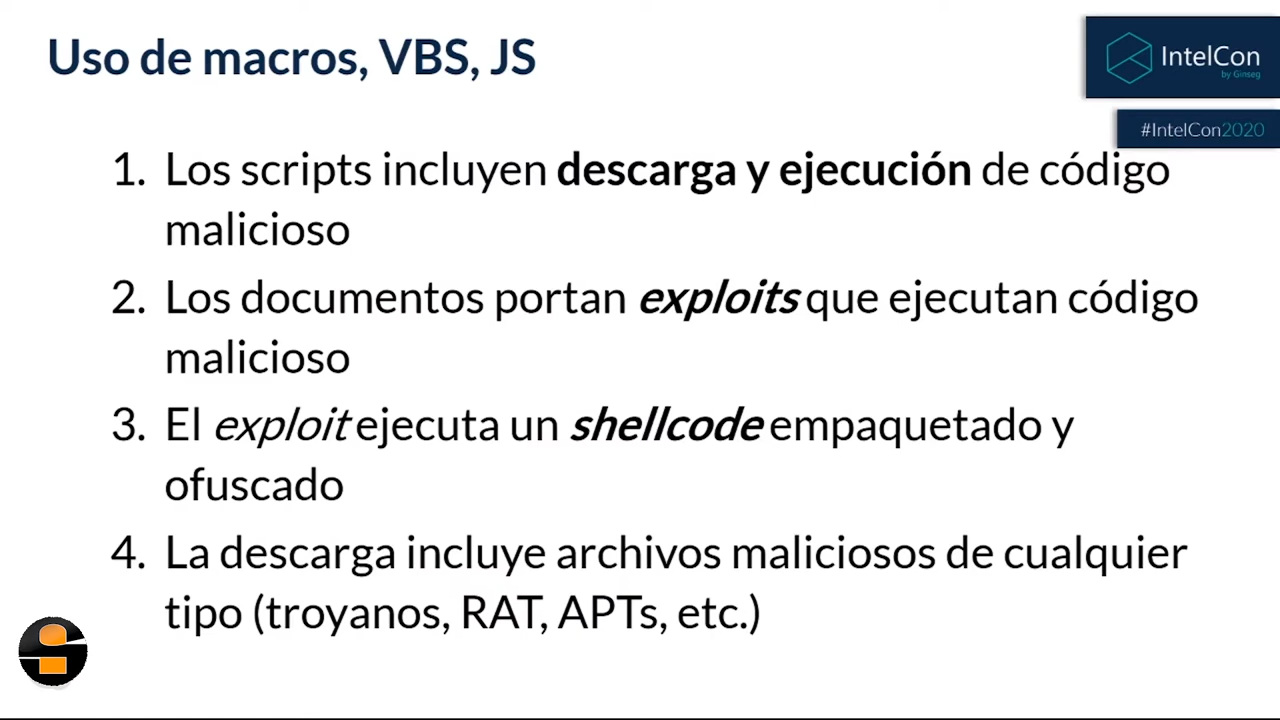 Uso de macros, VBS, JS
IntelCon
by Ginseg
#IntelCon2020
1. Los scripts incluyen descarga y ejecución de código
malicioso
2. Los documentos portan exploits que ejecutan código
malicioso
3. El exploit ejecuta un shellcode empaquetado y
ofuscado
4. La descarga incluye archivos maliciosos de cualquier
tipo (troyanos, RAT, APTs, etc.)